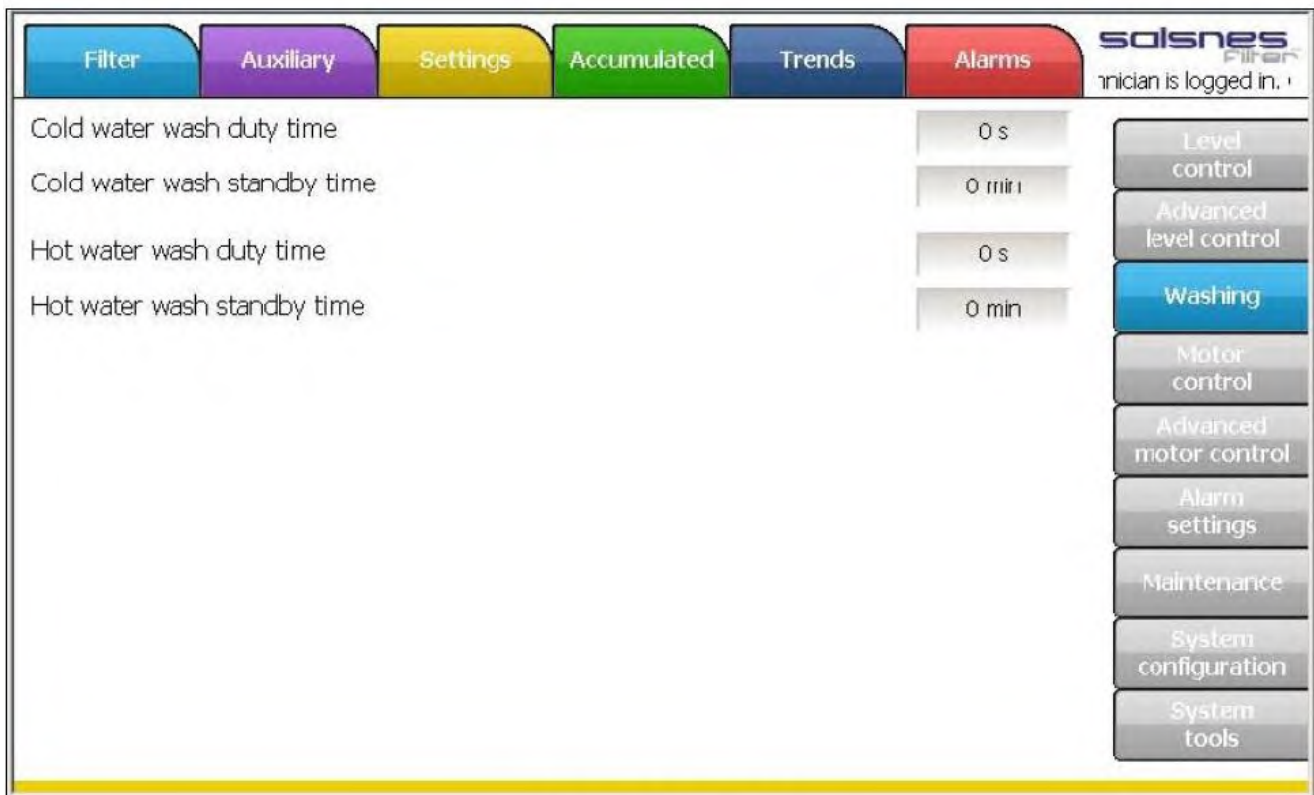 Filter
Auxiliary
Settings
Accumulated
Trends
Alarms
salsnes
Filter
nician is logged in.
Cold water wash duty time
0 s
Cold water wash standby time
0 min
Hot water wash duty time
0 s
Hot water wash standby time
0 min
Level
control
Advanced
level control
Washing
Motor
control
Advanced
motor control
Alarm
settings
Maintenance
System
configuration
System
tools